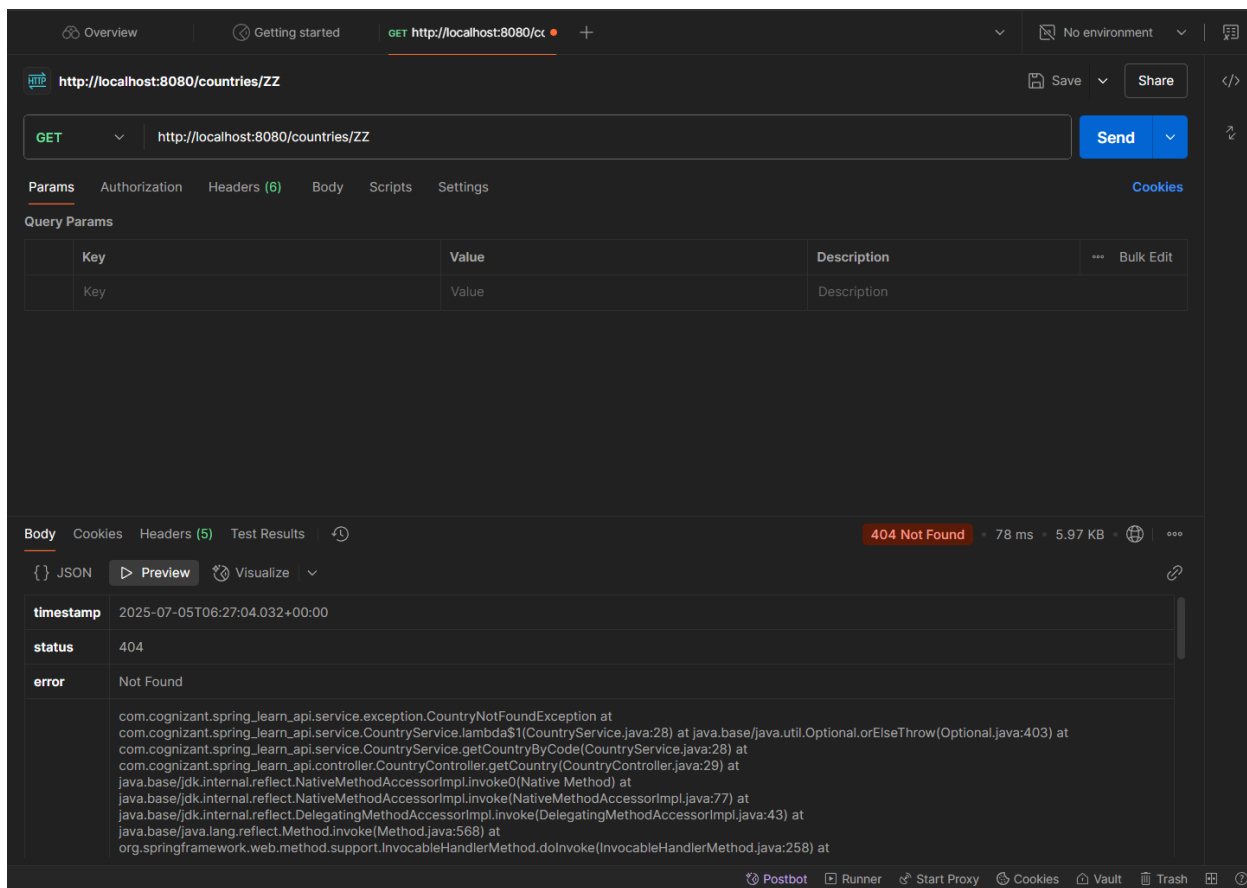 Overview
Getting started
GET http://localhost:8080/cc
No environment
HTTP http://localhost:8080/countries/ZZ
Save
Share
GET
http://localhost:8080/countries/ZZ
Send
Params Authorization Headers (6) Body Scripts Settings
Cookies
Query Params
Key Value Description
Bulk Edit
Key Value Description
Body Cookies Headers (5) Test Results
404 Not Found
78 ms
5.97 KB
{} JSON
Preview
Visualize
timestamp 2025-07-05T06:27:04.032+00:00
status 404
error Not Found
com.cognizant.spring_learn_api.service.exception.CountryNotFoundException at
com.cognizant.spring_learn_api.service.CountryService.lambda$1(CountryService.java:28) at java.base/java.util.Optional.orElseThrow(Optional.java:403) at
com.cognizant.spring_learn_api.service.CountryService.getCountryByCode(CountryService.java:28) at
com.cognizant.spring_learn_api.controller.CountryController.getCountry(CountryController.java:29) at
java.base/jdk.internal.reflect.NativeMethodAccessorImpl.invoke0(Native Method) at
java.base/jdk.internal.reflect.NativeMethodAccessorImpl.invoke(NativeMethodAccessorImpl.java:77) at
java.base/jdk.internal.reflect.DelegatingMethodAccessorImpl.invoke(DelegatingMethodAccessorImpl.java:43) at
java.base/java.lang.reflect.Method.invoke(Method.java:568) at
org.springframework.web.method.support.InvocableHandlerMethod.doInvoke(InvocableHandlerMethod.java:258) at
Postbot Runner Start Proxy Cookies Vault Trash